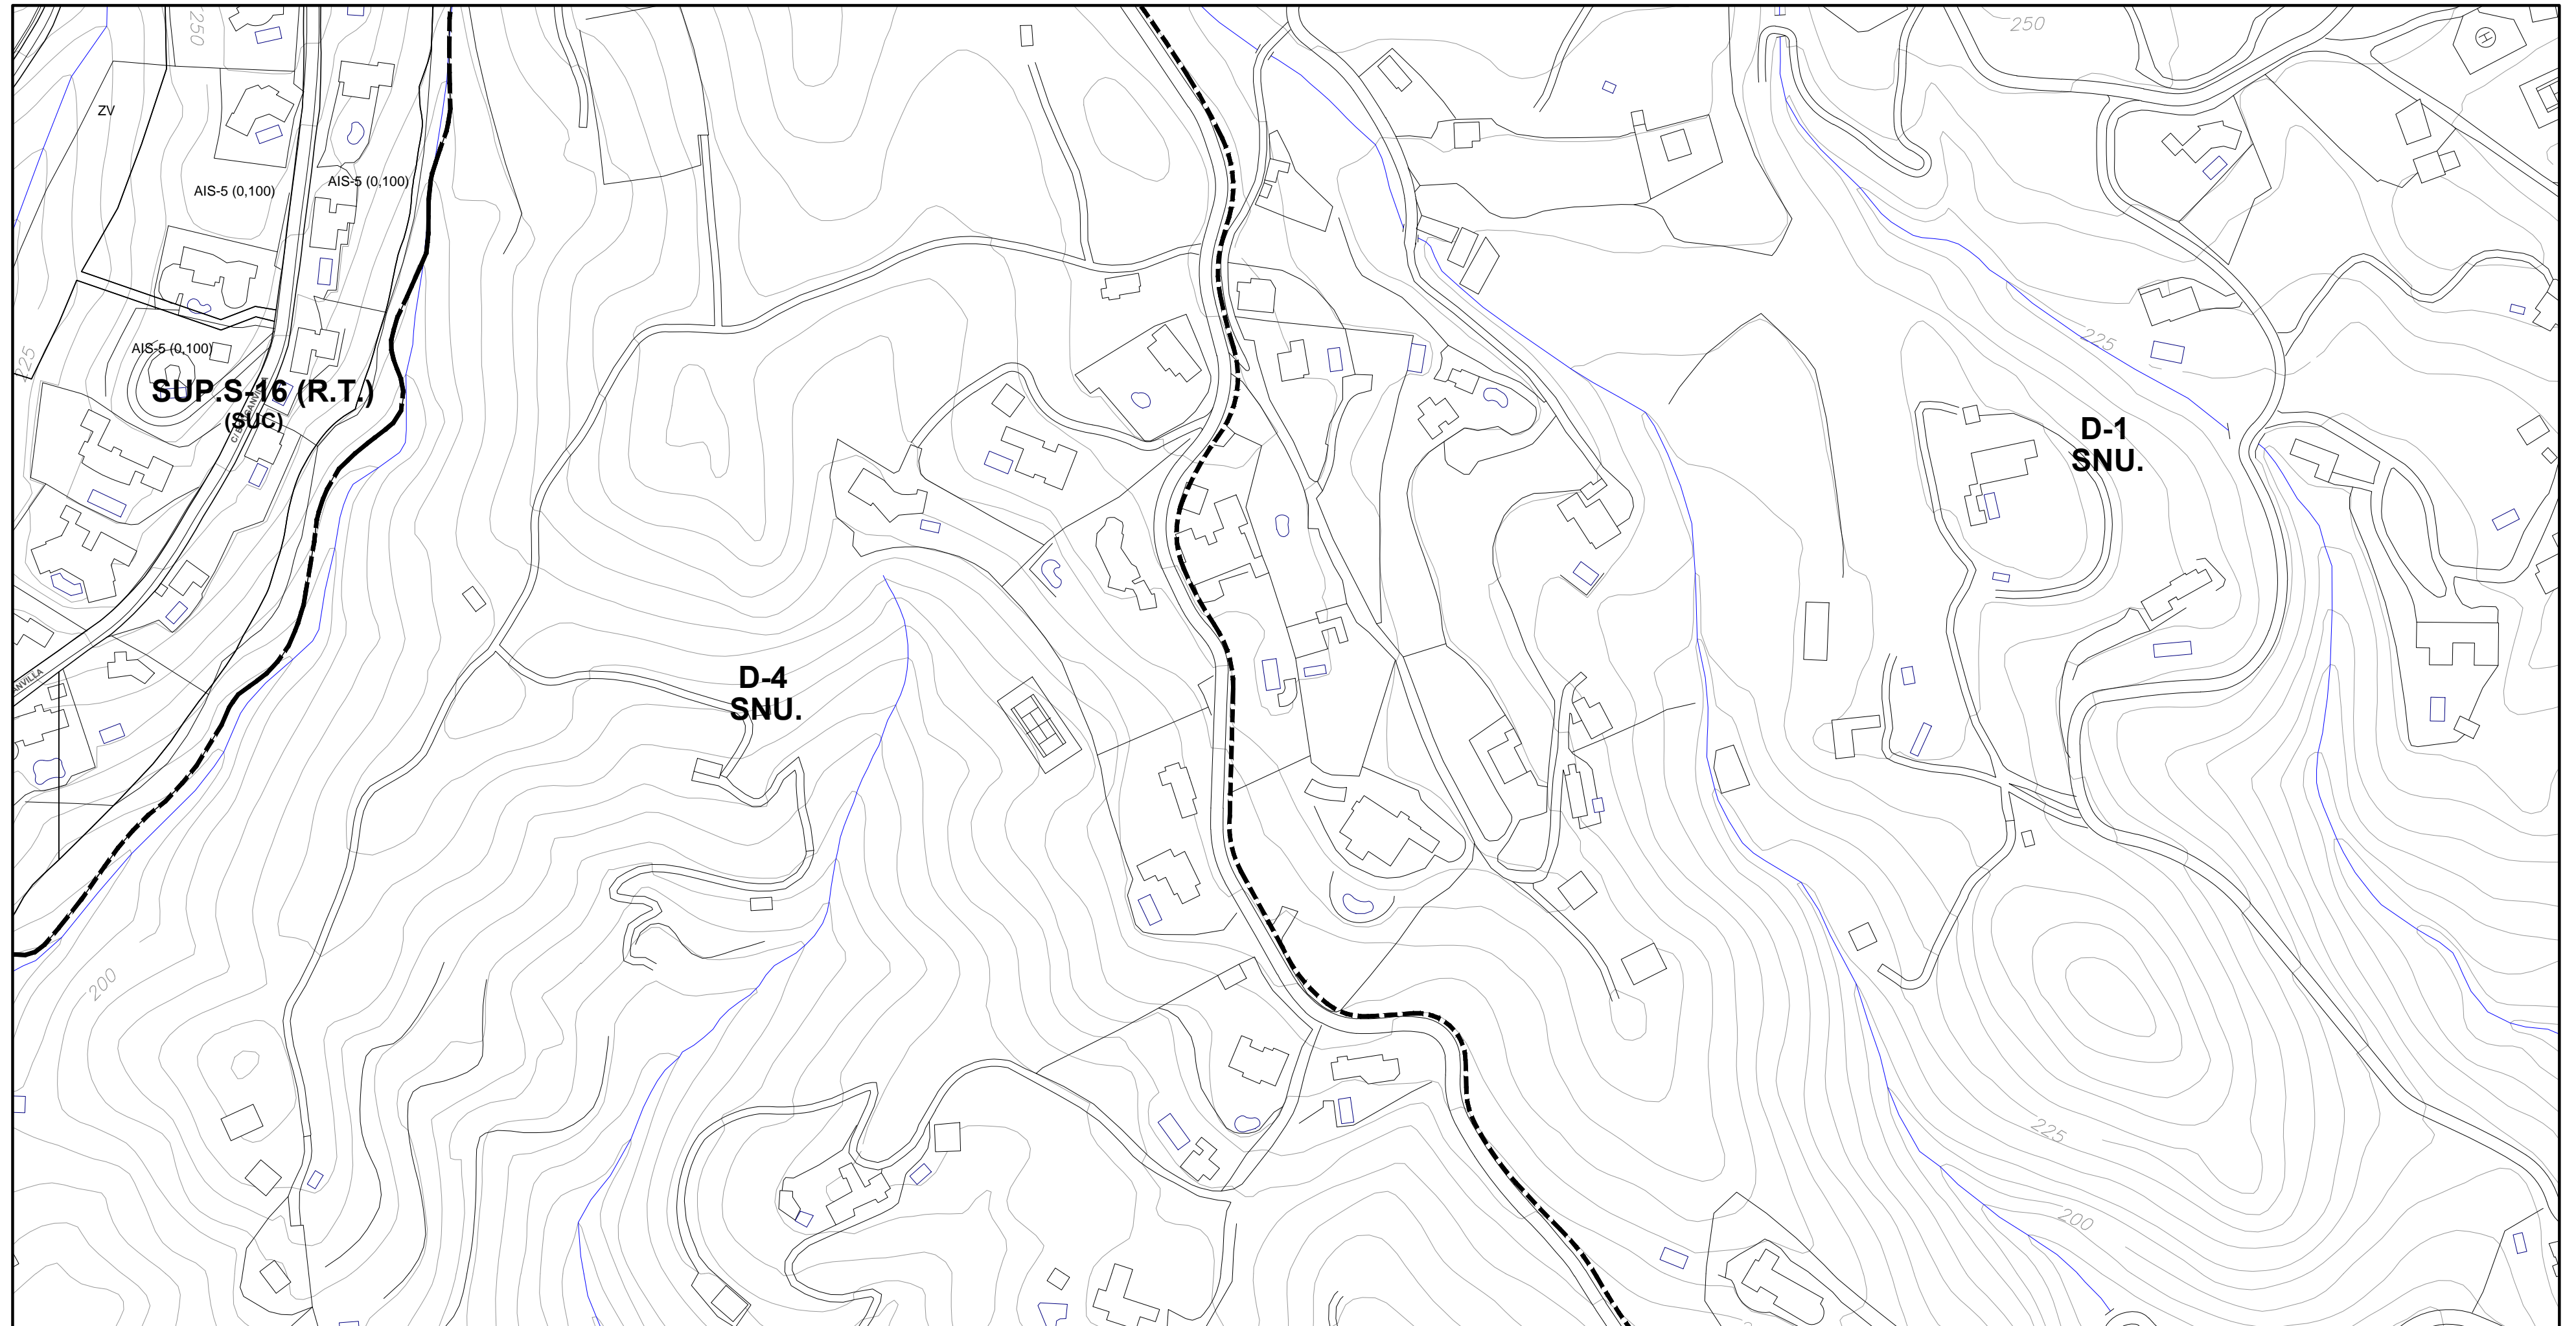 250
250
H
ZV
AIS-5 (0,100)
AIS-5 (0,100)
225
225
AIS-5 (0,100)
SUP.S-16 (R.T.)
(SUC)
D-1
SNU.
D-4
SNU.
200
225
200